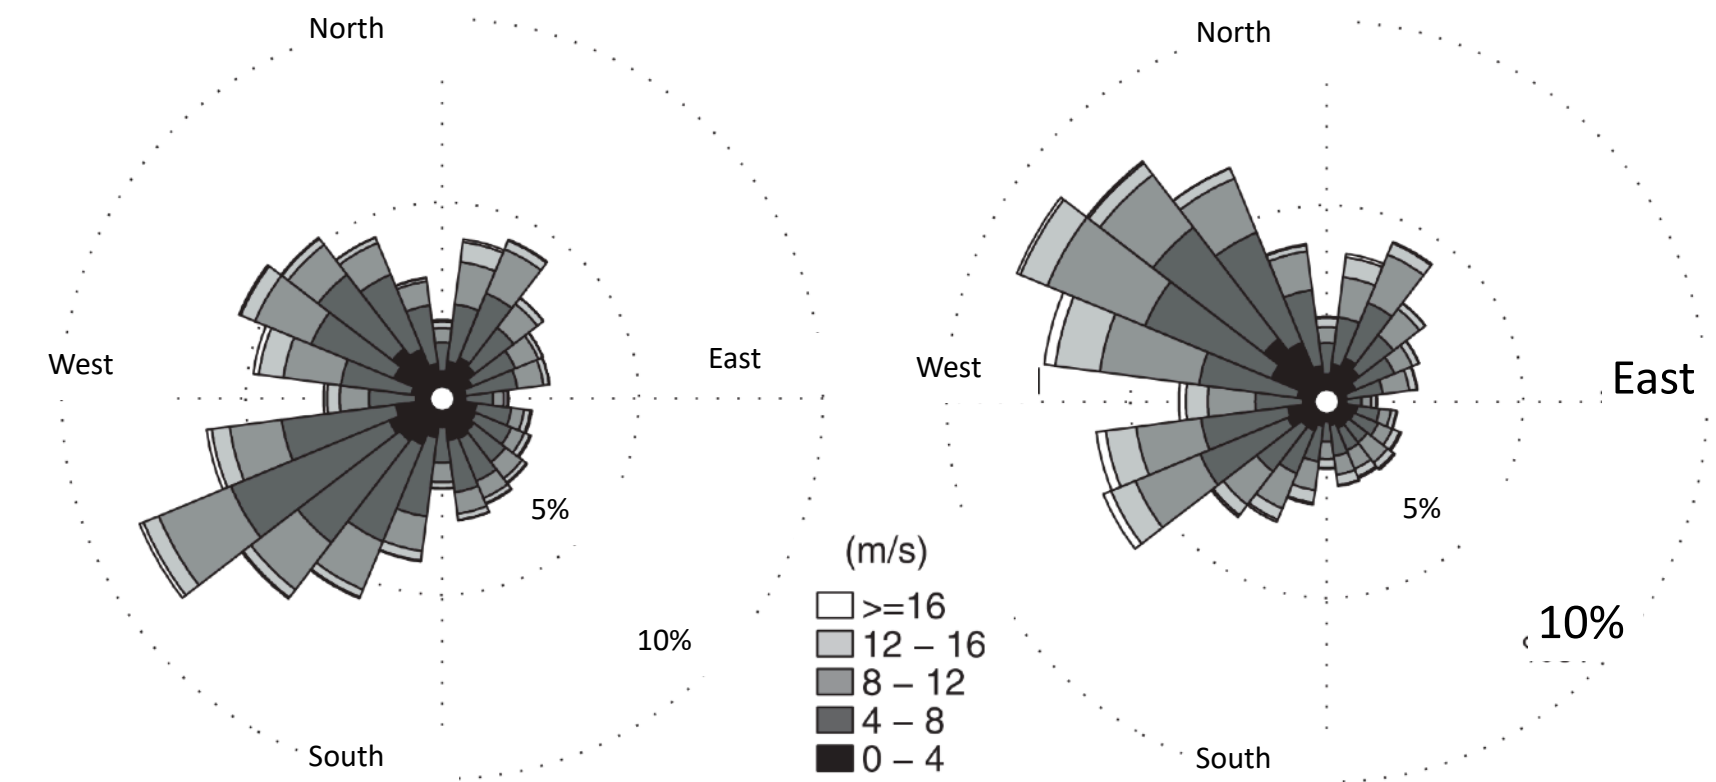 North
North
West
East
West
East
5%
5%
(m/s)
>=16
12 – 16
8 – 12
4 – 8
0 – 4
10%
10%
South
South